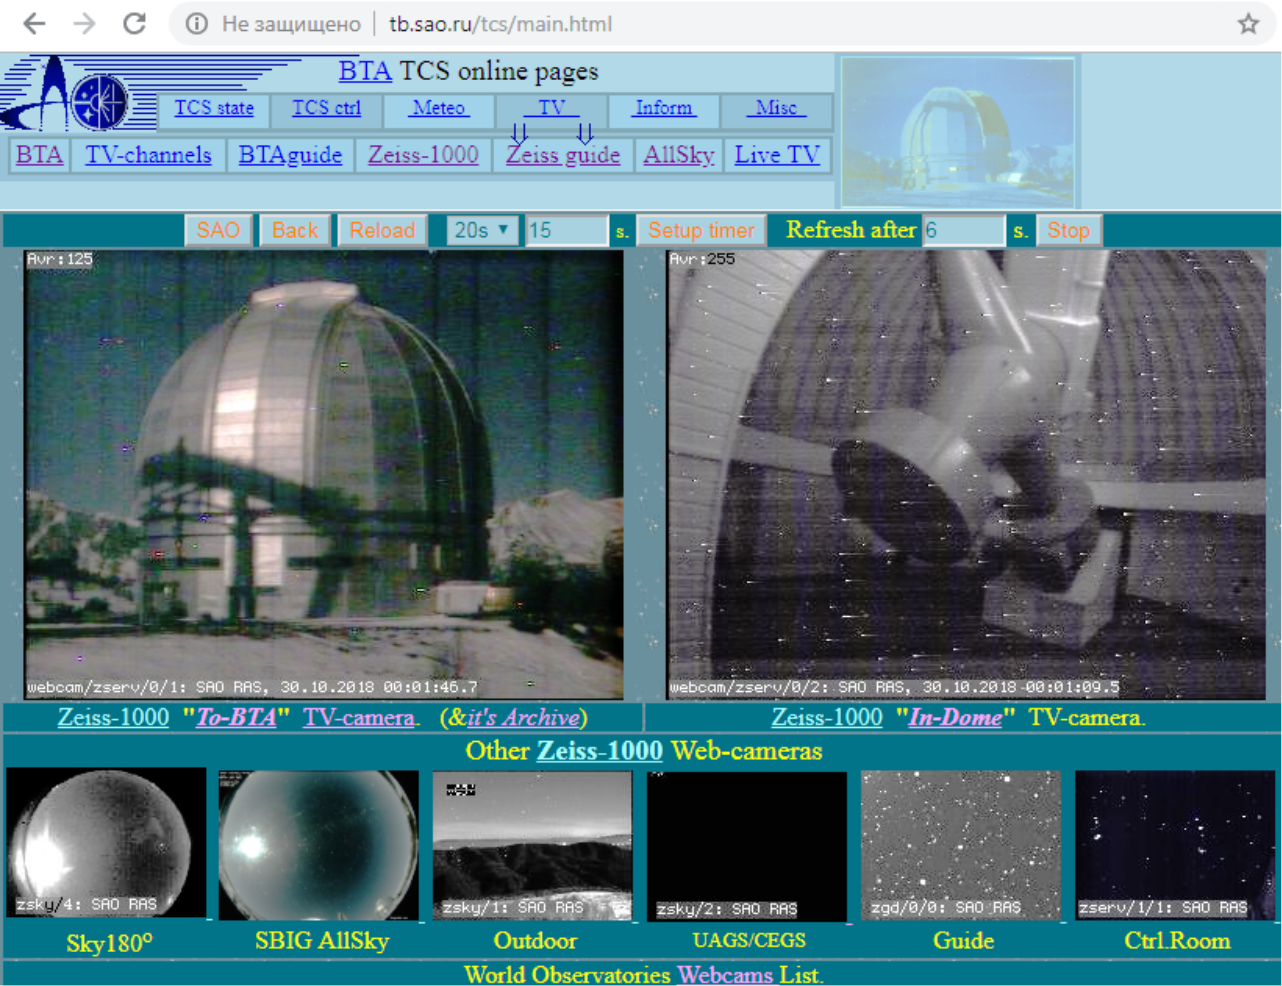 Не защищено | tb.sao.ru/tcs/main.html
BTA TCS online pages
TCS state TCS ctrl Meteo TV Inform Misc
BTA TV-channels BTAguide Zeiss-1000 Zeiss guide AllSky Live TV
SAO Back Reload 20s 15 s. Setup timer Refresh after 6 s. Stop
Avr:125
Avr:255
webcam/zserv/0/1: SAO RAS, 30.10.2018 00:01:46.7
webcam/zserv/0/2: SAO RAS, 30.10.2018-00:01:09.5
Zeiss-1000 "To-BTA" TV-camera. (&it's Archive)
Zeiss-1000 "In-Dome" TV-camera.
Other Zeiss-1000 Web-cameras
zsky/4: SAO RAS
zsky/1: SAO RAS
zsky/2: SAO RAS
zgd/0/0: SAO RAS
zserv/1/1: SAO RAS
Sky180° SBIG AllSky Outdoor UAGS/CEGS Guide Ctrl.Room
World Observatories Webcams List.